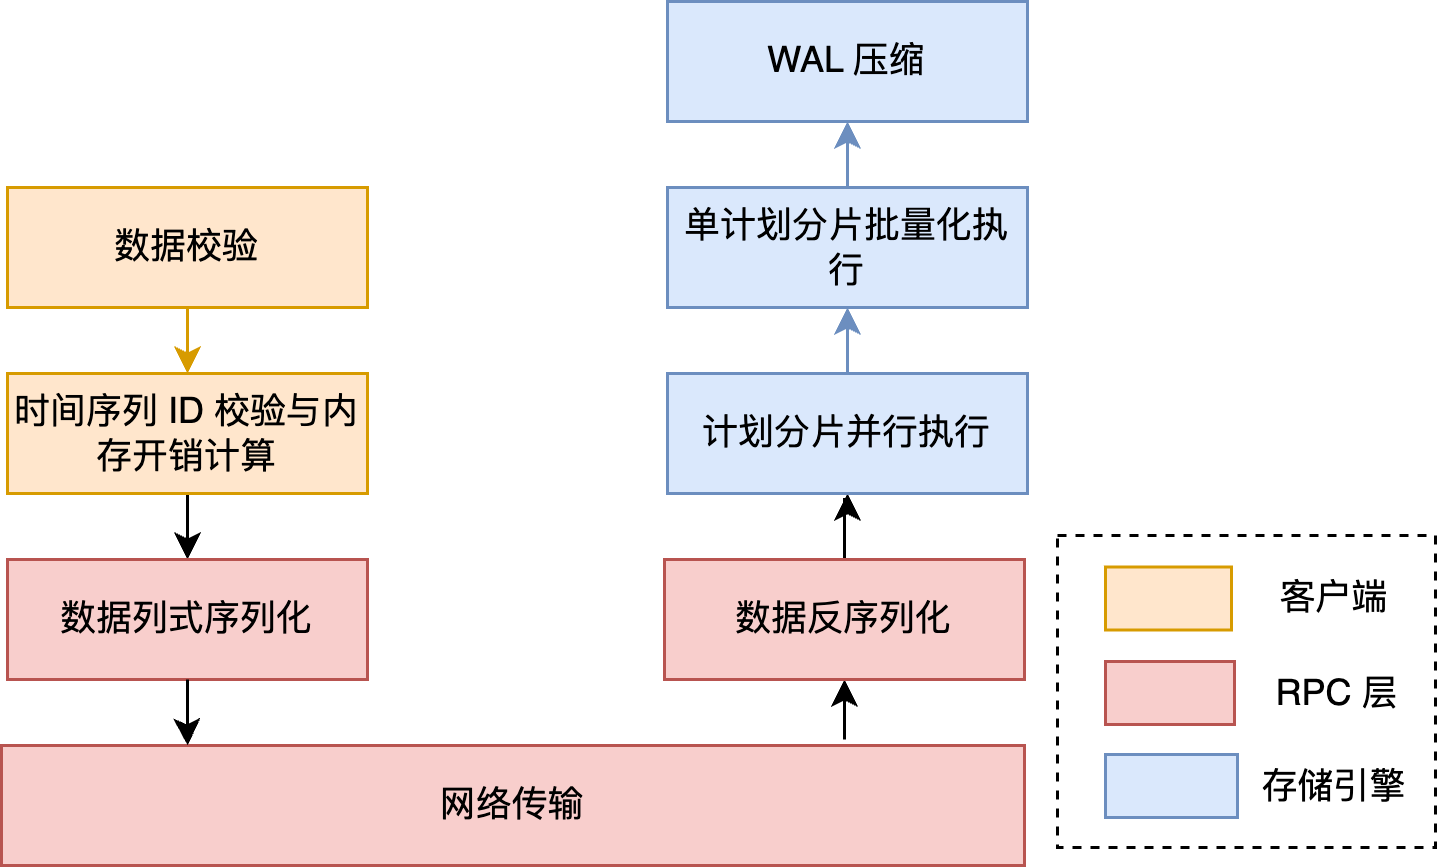 WAL 压缩
数据校验
单计划分片批量化执
行
时间序列 ID 校验与内
存开销计算
计划分片并行执行
数据列式序列化
数据反序列化
网络传输
客户端
RPC 层
存储引擎